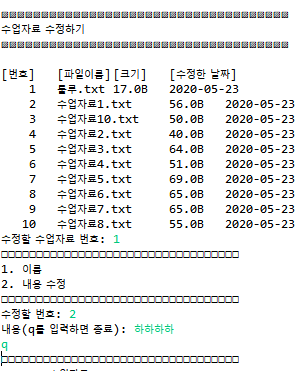 수업자료 수정하기
[번호] [파일이름] [크기] [수정한 날짜]
1 룰루.txt 17.0B 2020-05-23
2 수업자료1.txt 56.0B 2020-05-23
3 수업자료10.txt 50.0B 2020-05-23
4 수업자료2.txt 40.0B 2020-05-23
5 수업자료3.txt 64.0B 2020-05-23
6 수업자료4.txt 51.0B 2020-05-23
7 수업자료5.txt 69.0B 2020-05-23
8 수업자료6.txt 65.0B 2020-05-23
9 수업자료7.txt 65.0B 2020-05-23
10 수업자료8.txt 55.0B 2020-05-23
수정할 수업자료 번호: 1
1. 이름
2. 내용 수정
수정할 번호: 2
내용(q를 입력하면 종료): 하하하하
q